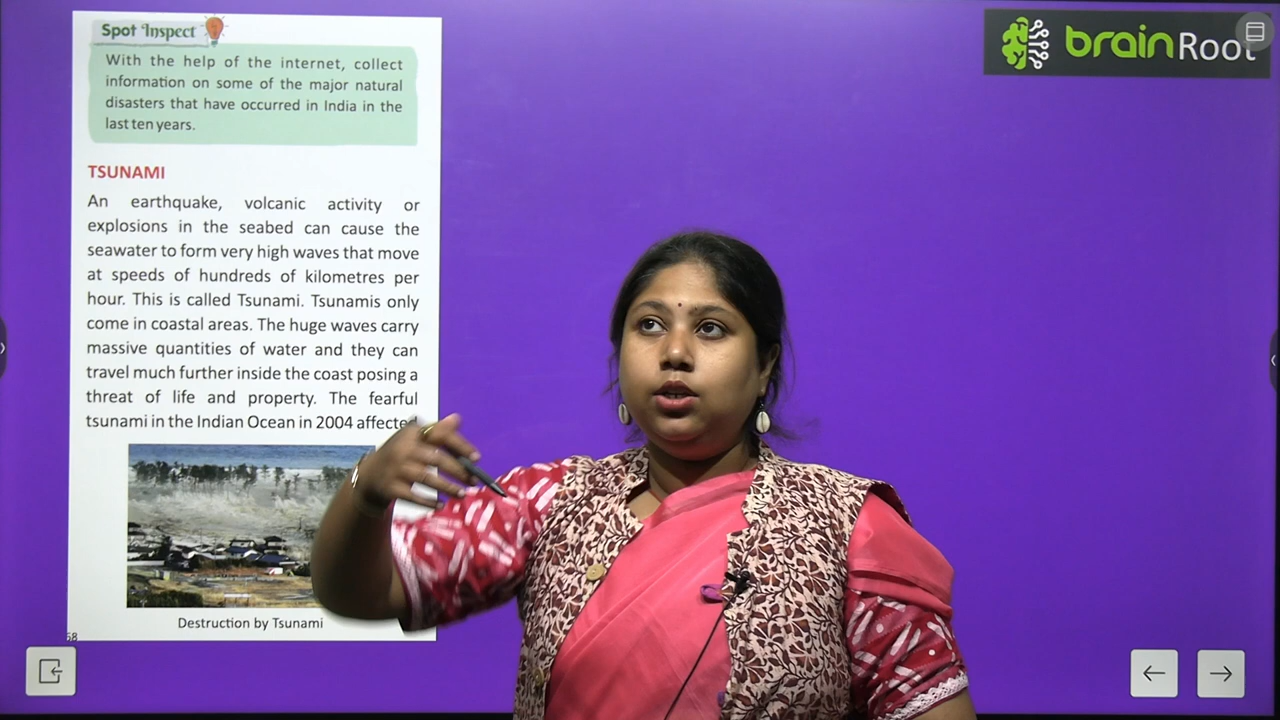 Spot Inspect
With the help of the internet, collect
information on some of the major natural
disasters that have occurred in India in the
last ten years.
TSUNAMI
An earthquake, volcanic activity or
explosions in the seabed can cause the
seawater to form very high waves that move
at speeds of hundreds of kilometres per
hour. This is called Tsunami. Tsunamis only
come in coastal areas. The huge waves carry
massive quantities of water and they can
travel much further inside the coast posing a
threat of life and property. The fearful
tsunami in the Indian Ocean in 2004 affected
Destruction by Tsunami
68
brainRoot